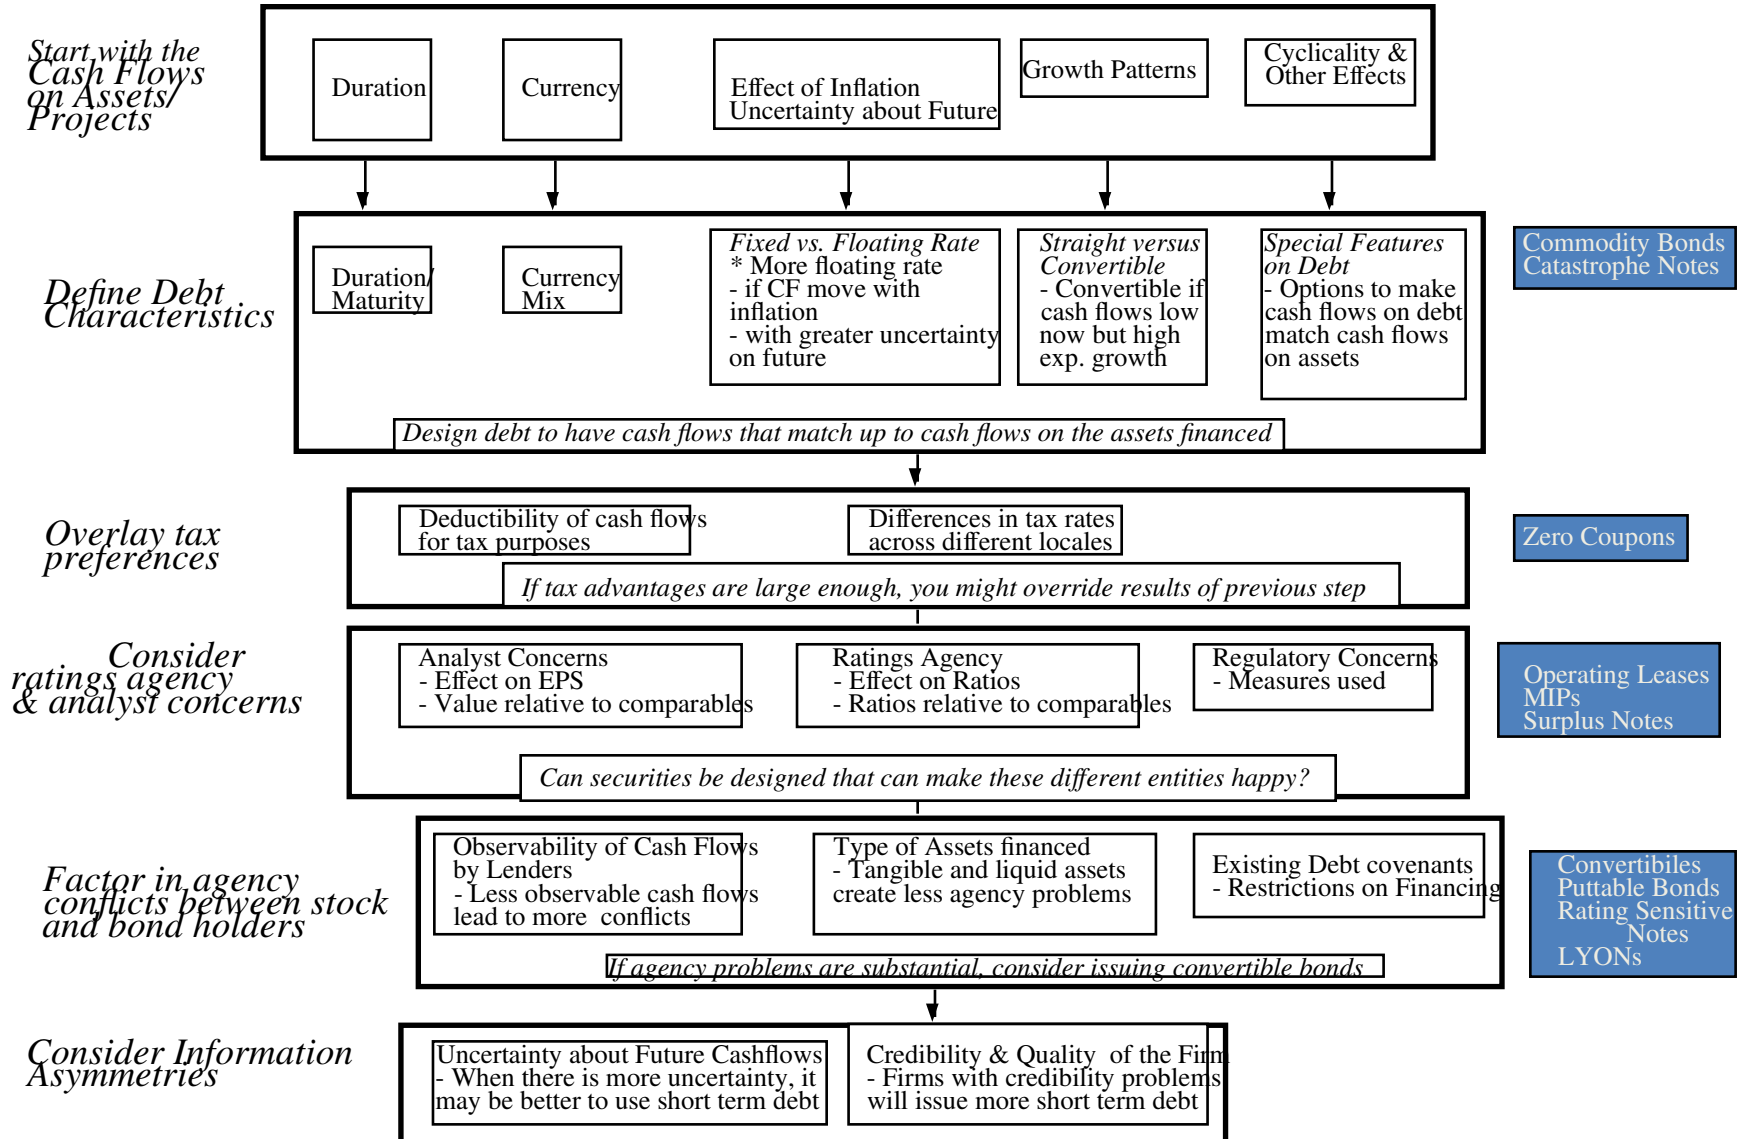 Start with the
Cash Flows
on Assets/
Projects
Duration
Currency
Effect of Inflation
Uncertainty about Future
Growth Patterns
Cyclicality &
Other Effects
Define Debt
Characteristics
Duration/
Maturity
Currency
Mix
Fixed vs. Floating Rate
* More floating rate
- if CF move with
inflation
- with greater uncertainty
on future
Straight versus
Convertible
- Convertible if
cash flows low
now but high
exp. growth
Special Features
on Debt
- Options to make
cash flows on debt
match cash flows
on assets
Commodity Bonds
Catastrophe Notes
Design debt to have cash flows that match up to cash flows on the assets financed
Overlay tax
preferences
Deductibility of cash flows
for tax purposes
Differences in tax rates
across different locales
Zero Coupons
If tax advantages are large enough, you might override results of previous step
Consider
ratings agency
& analyst concerns
Analyst Concerns
- Effect on EPS
- Value relative to comparables
Ratings Agency
- Effect on Ratios
- Ratios relative to comparables
Regulatory Concerns
- Measures used
Operating Leases
MIPs
Surplus Notes
Can securities be designed that can make these different entities happy?
Factor in agency
conflicts between stock
and bond holders
Observability of Cash Flows
by Lenders
- Less observable cash flows
lead to more  conflicts
Type of Assets financed
- Tangible and liquid assets
create less agency problems
Existing Debt covenants
- Restrictions on Financing
Convertibiles
Puttable Bonds
Rating Sensitive
Notes
LYONs
If agency problems are substantial, consider issuing convertible bonds
Consider Information
Asymmetries
Uncertainty about Future Cashflows
- When there is more uncertainty, it
may be better to use short term debt
Credibility & Quality  of the Firm
- Firms with credibility problems
will issue more short term debt